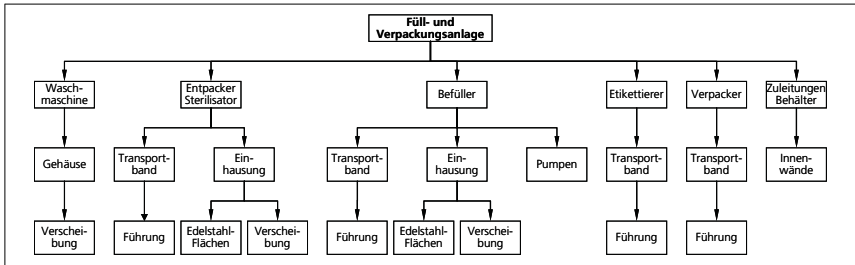 Füll- und
Verpackungsanlage
Wasch-
maschine
Entpacker
Sterilisator
Befüller
Etikettierer
Verpacker
Zuleitungen
Behälter
Gehäuse
Transport-
band
Ein-
hausung
Transport-
band
Ein-
hausung
Pumpen
Transport-
band
Transport-
band
Innen-
wände
Verschei-
bung
Führung
Edelstahl-
Flächen
Verschei-
bung
Führung
Edelstahl-
Flächen
Verschei-
bung
Führung
Führung